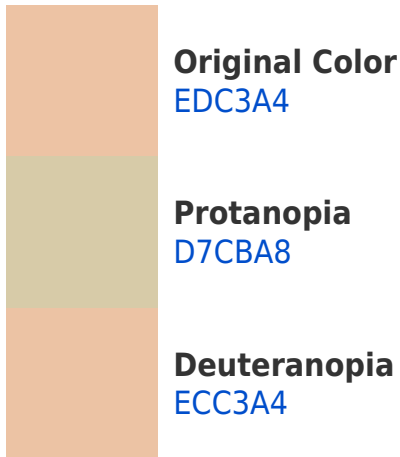 Original Color
EDC3A4
Protanopia
D7CBA8
Deuteranopia
ECC3A4